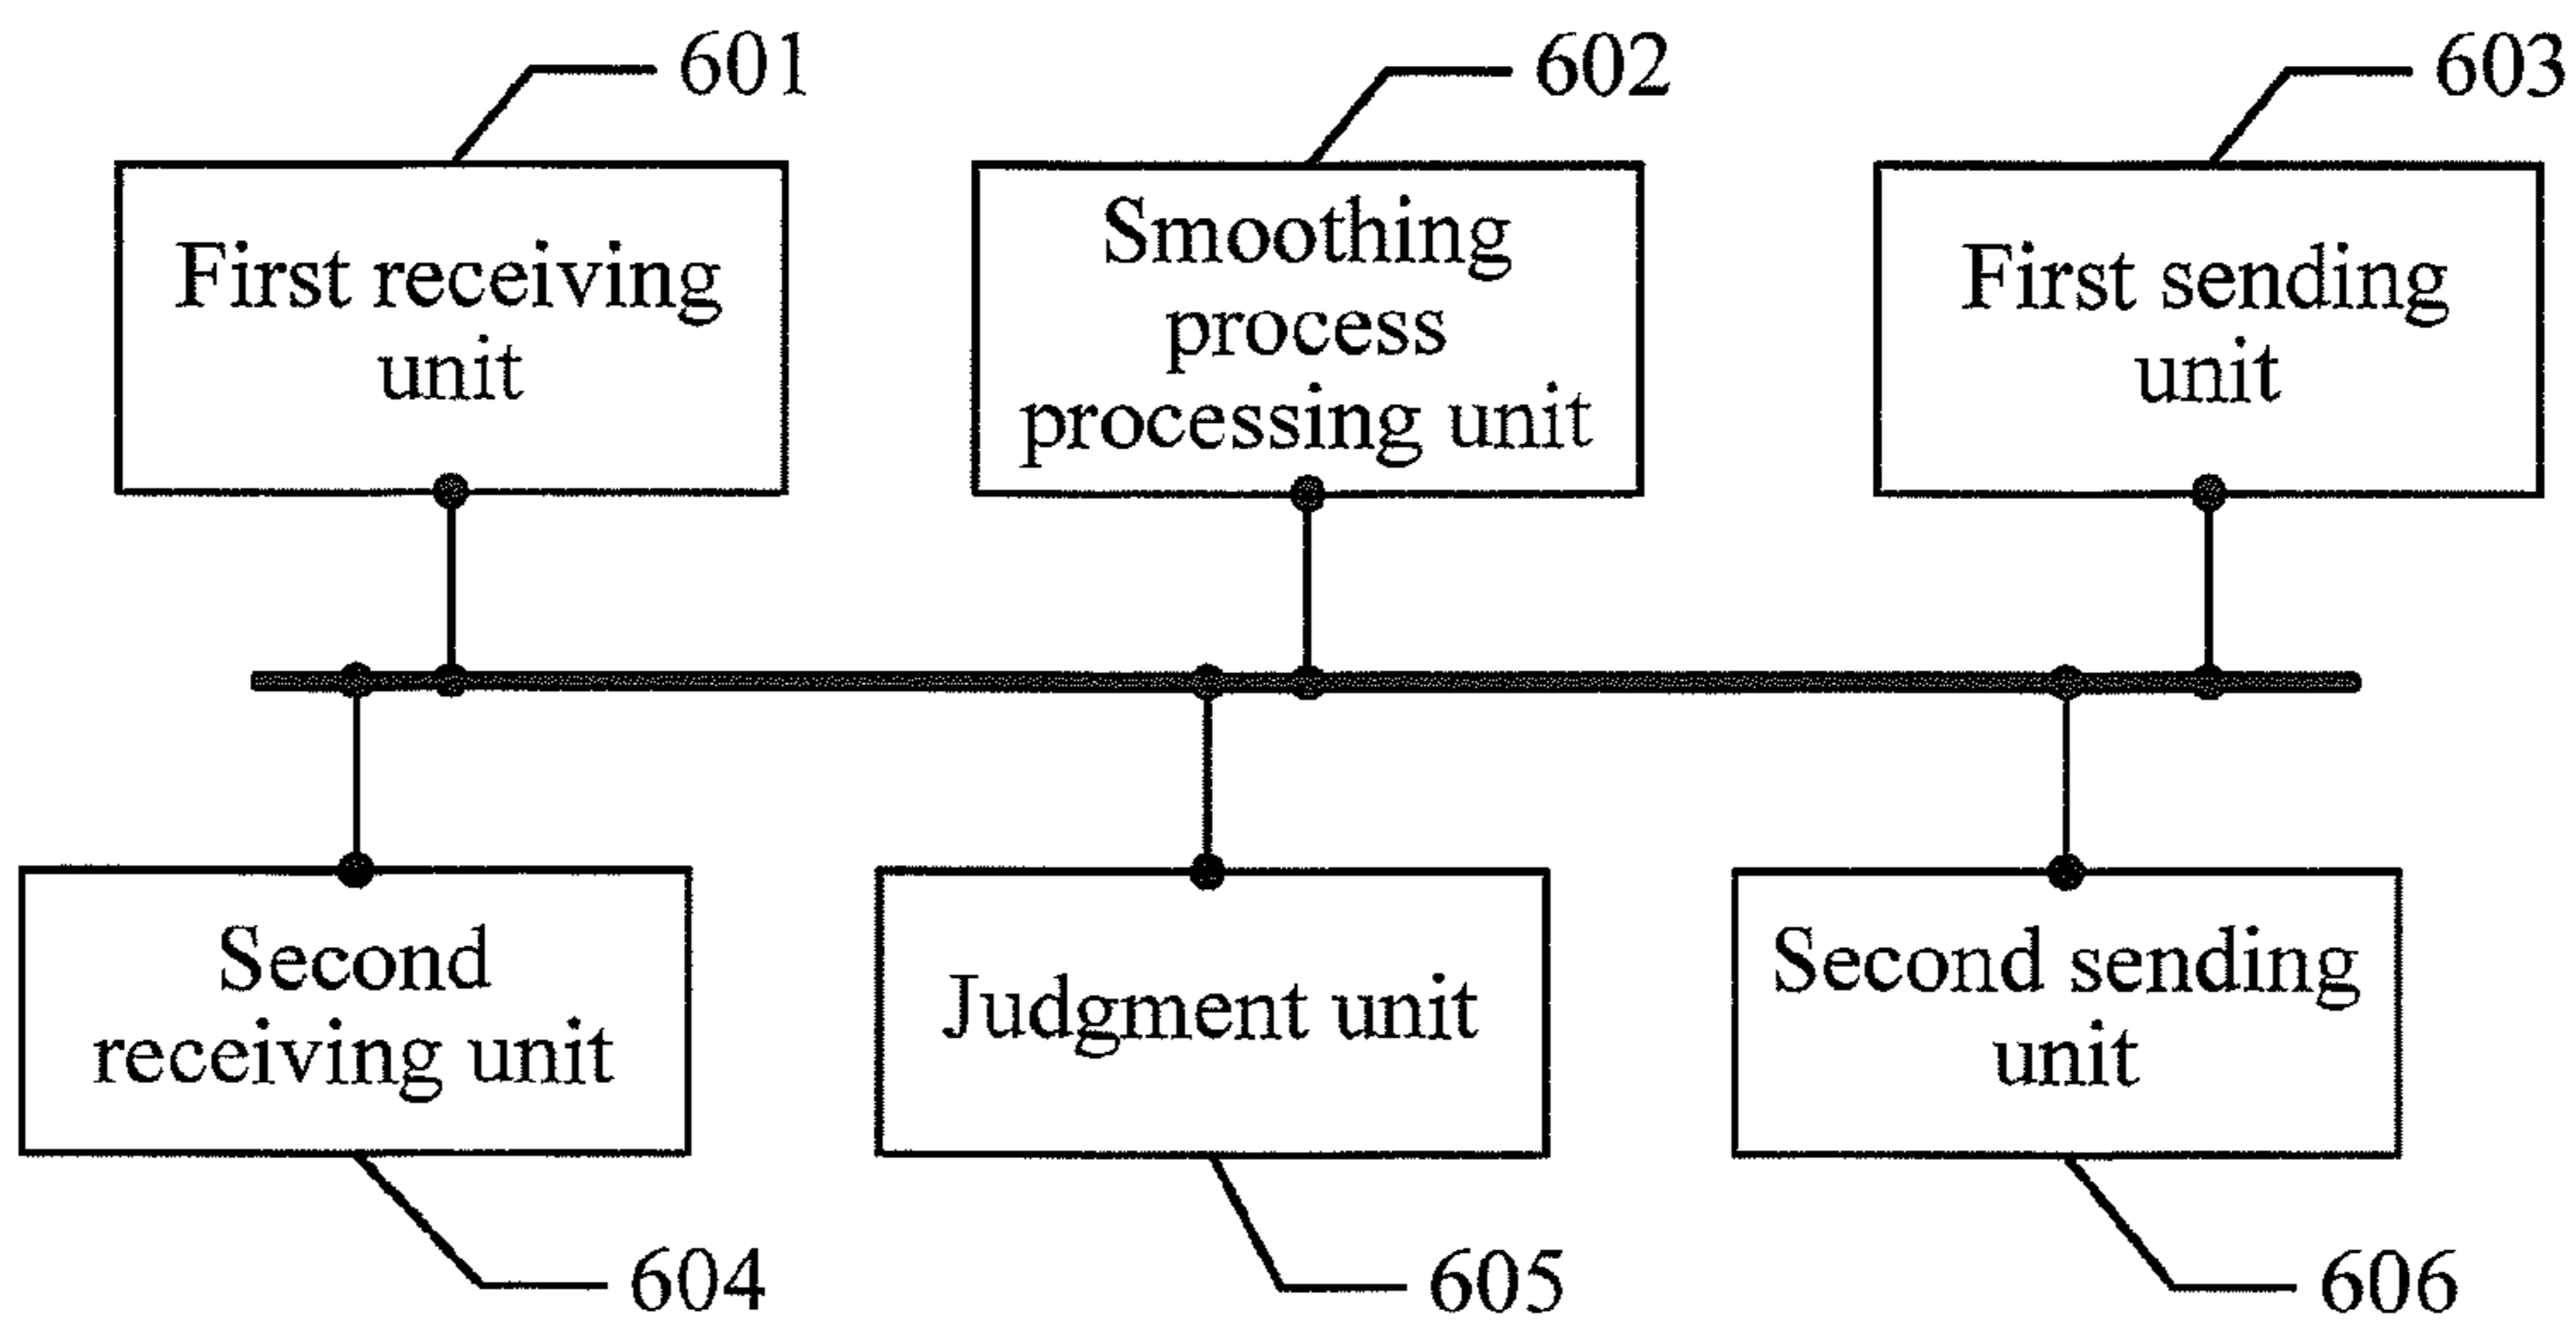 601
602
603
First receiving
unit
Smoothing
process
processing unit
First sending
unit
Second
receiving unit
Judgment unit
Second sending
unit
604
605
606